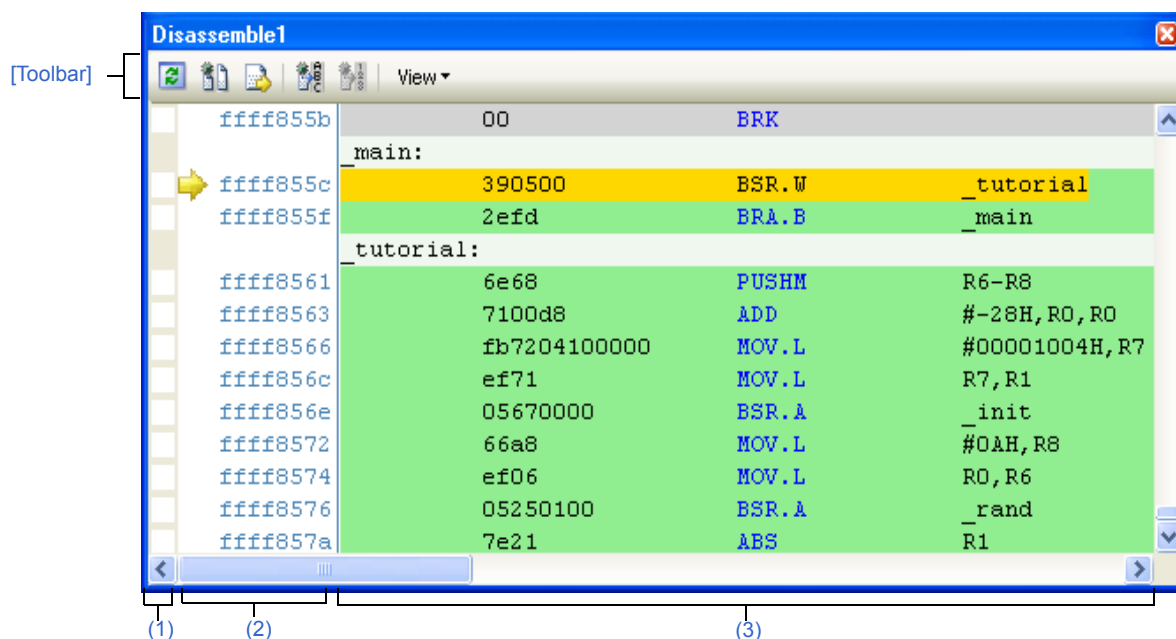 Disassemble1
[Toolbar]
View
ffff855b 00 BRK
_main:
ffff855c 390500 BSR.W _tutorial
ffff855f 2efd BRA.B _main
_tutorial:
ffff8561 6e68 PUSHM R6-R8
ffff8563 7100d8 ADD #-28H,R0,R0
ffff8566 fb7204100000 MOV.L #00001004H,R7
ffff856c ef71 MOV.L R7,R1
ffff856e 05670000 BSR.A _init
ffff8572 66a8 MOV.L #0AH,R8
ffff8574 ef06 MOV.L R0,R6
ffff8576 05250100 BSR.A _rand
ffff857a 7e21 ABS R1
(1) (2) (3)